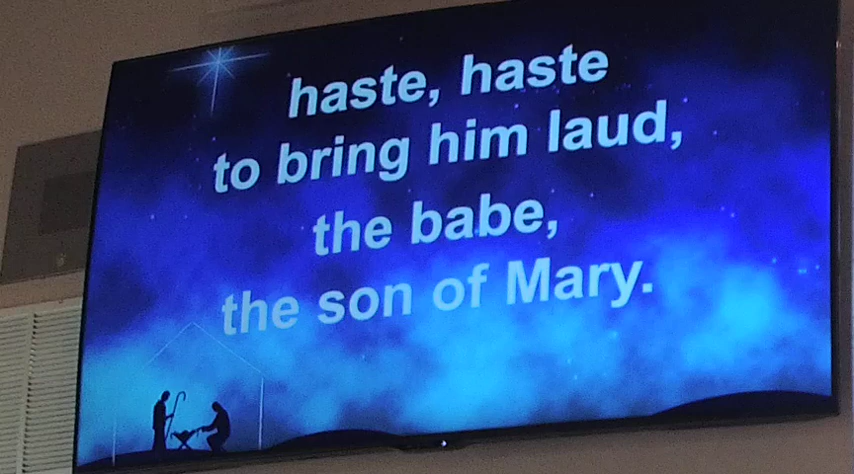 haste, haste
to bring him laud,
the babe,
the son of Mary.